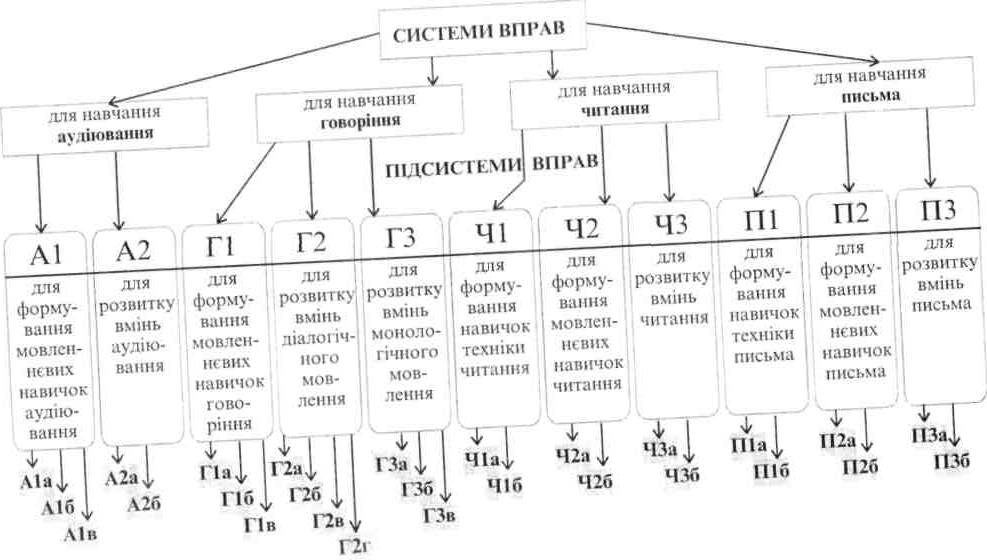 СИСТЕМИ ВПРАВ
для навчання
аудіювання
для навчання
говоріння
для навчання
читання
для навчання
письма
ПІДСИСТЕМИ ВПРАВ
А1
для
форму-
вання
мовлен-
нєвих
навичок
аудію-
вання
А2
для
розвитку
вмінь
аудію-
вання
Г1
для
форму-
вання
мовлен-
нєвих
навичок
гово-
ріння
Г2
для
розвитку
вмінь
діалогіч-
ного
мов-
лення
Г3
для
розвитку
вмінь
моноло-
гічного
мов-
лення
Ч1
для
форму-
вання
навичок
техніки
читання
Ч2
для
форму-
вання
мовлен-
нєвих
навичок
читання
Ч3
для
розвитку
вмінь
читання
П1
для
форму-
вання
навичок
техніки
письма
П2
для
форму-
вання
мовлен-
нєвих
навичок
письма
П3
для
розвитку
вмінь
письма
А1а
А1б
А1в
А2а
А2б
Г1а
Г1б
Г1в
Г2а
Г2б
Г2в
Г2г
Г3а
Г3б
Г3в
Ч1а
Ч1б
Ч2а
Ч2б
Ч3а
Ч3б
П1а
П1б
П2а
П2б
П3а
П3б